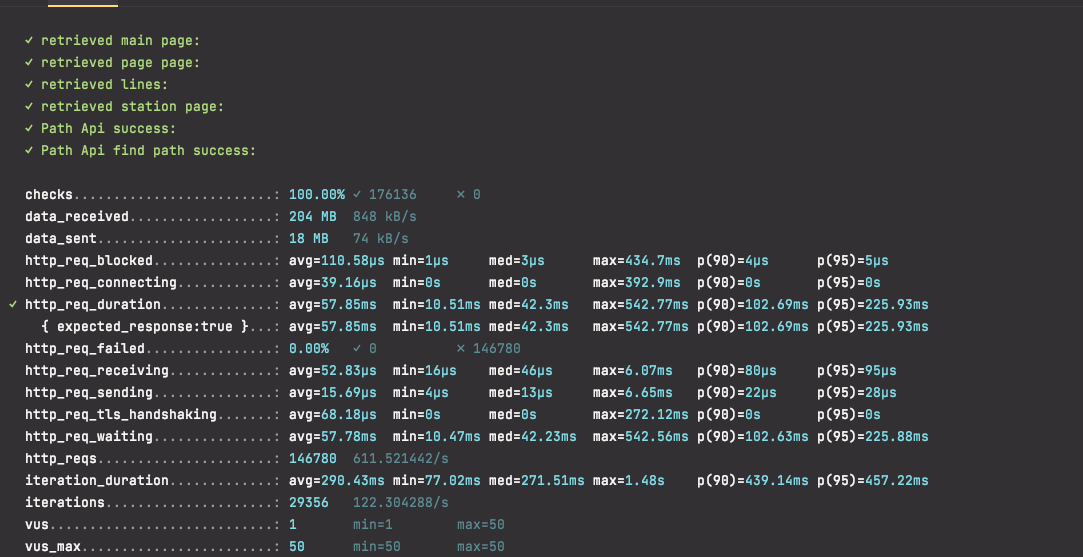 ✓ retrieved main page:
✓ retrieved page page:
✓ retrieved lines:
✓ retrieved station page:
✓ Path Api success:
✓ Path Api find path success:
checks.........................: 100.00% ✓ 176136 ✗ 0
data_received..................: 204 MB 848 kB/s
data_sent......................: 18 MB 74 kB/s
http_req_blocked...............: avg=110.58µs min=1µs med=3µs max=434.7ms p(90)=4µs p(95)=5µs
http_req_connecting............: avg=39.16µs min=0s med=0s max=392.9ms p(90)=0s p(95)=0s
✓ http_req_duration..............: avg=57.85ms min=10.51ms med=42.3ms max=542.77ms p(90)=102.69ms p(95)=225.93ms
{ expected_response:true }...: avg=57.85ms min=10.51ms med=42.3ms max=542.77ms p(90)=102.69ms p(95)=225.93ms
http_req_failed................: 0.00% ✓ 0 ✗ 146780
http_req_receiving.............: avg=52.83µs min=16µs med=46µs max=6.07ms p(90)=80µs p(95)=95µs
http_req_sending...............: avg=15.69µs min=4µs med=13µs max=6.65ms p(90)=22µs p(95)=28µs
http_req_tls_handshaking.......: avg=68.18µs min=0s med=0s max=272.12ms p(90)=0s p(95)=0s
http_req_waiting...............: avg=57.78ms min=10.47ms med=42.23ms max=542.56ms p(90)=102.63ms p(95)=225.88ms
http_reqs......................: 146780 611.521442/s
iteration_duration.............: avg=290.43ms min=77.02ms med=271.51ms max=1.48s p(90)=439.14ms p(95)=457.22ms
iterations.....................: 29356 122.304288/s
vus............................: 1 min=1 max=50
vus_max........................: 50 min=50 max=50